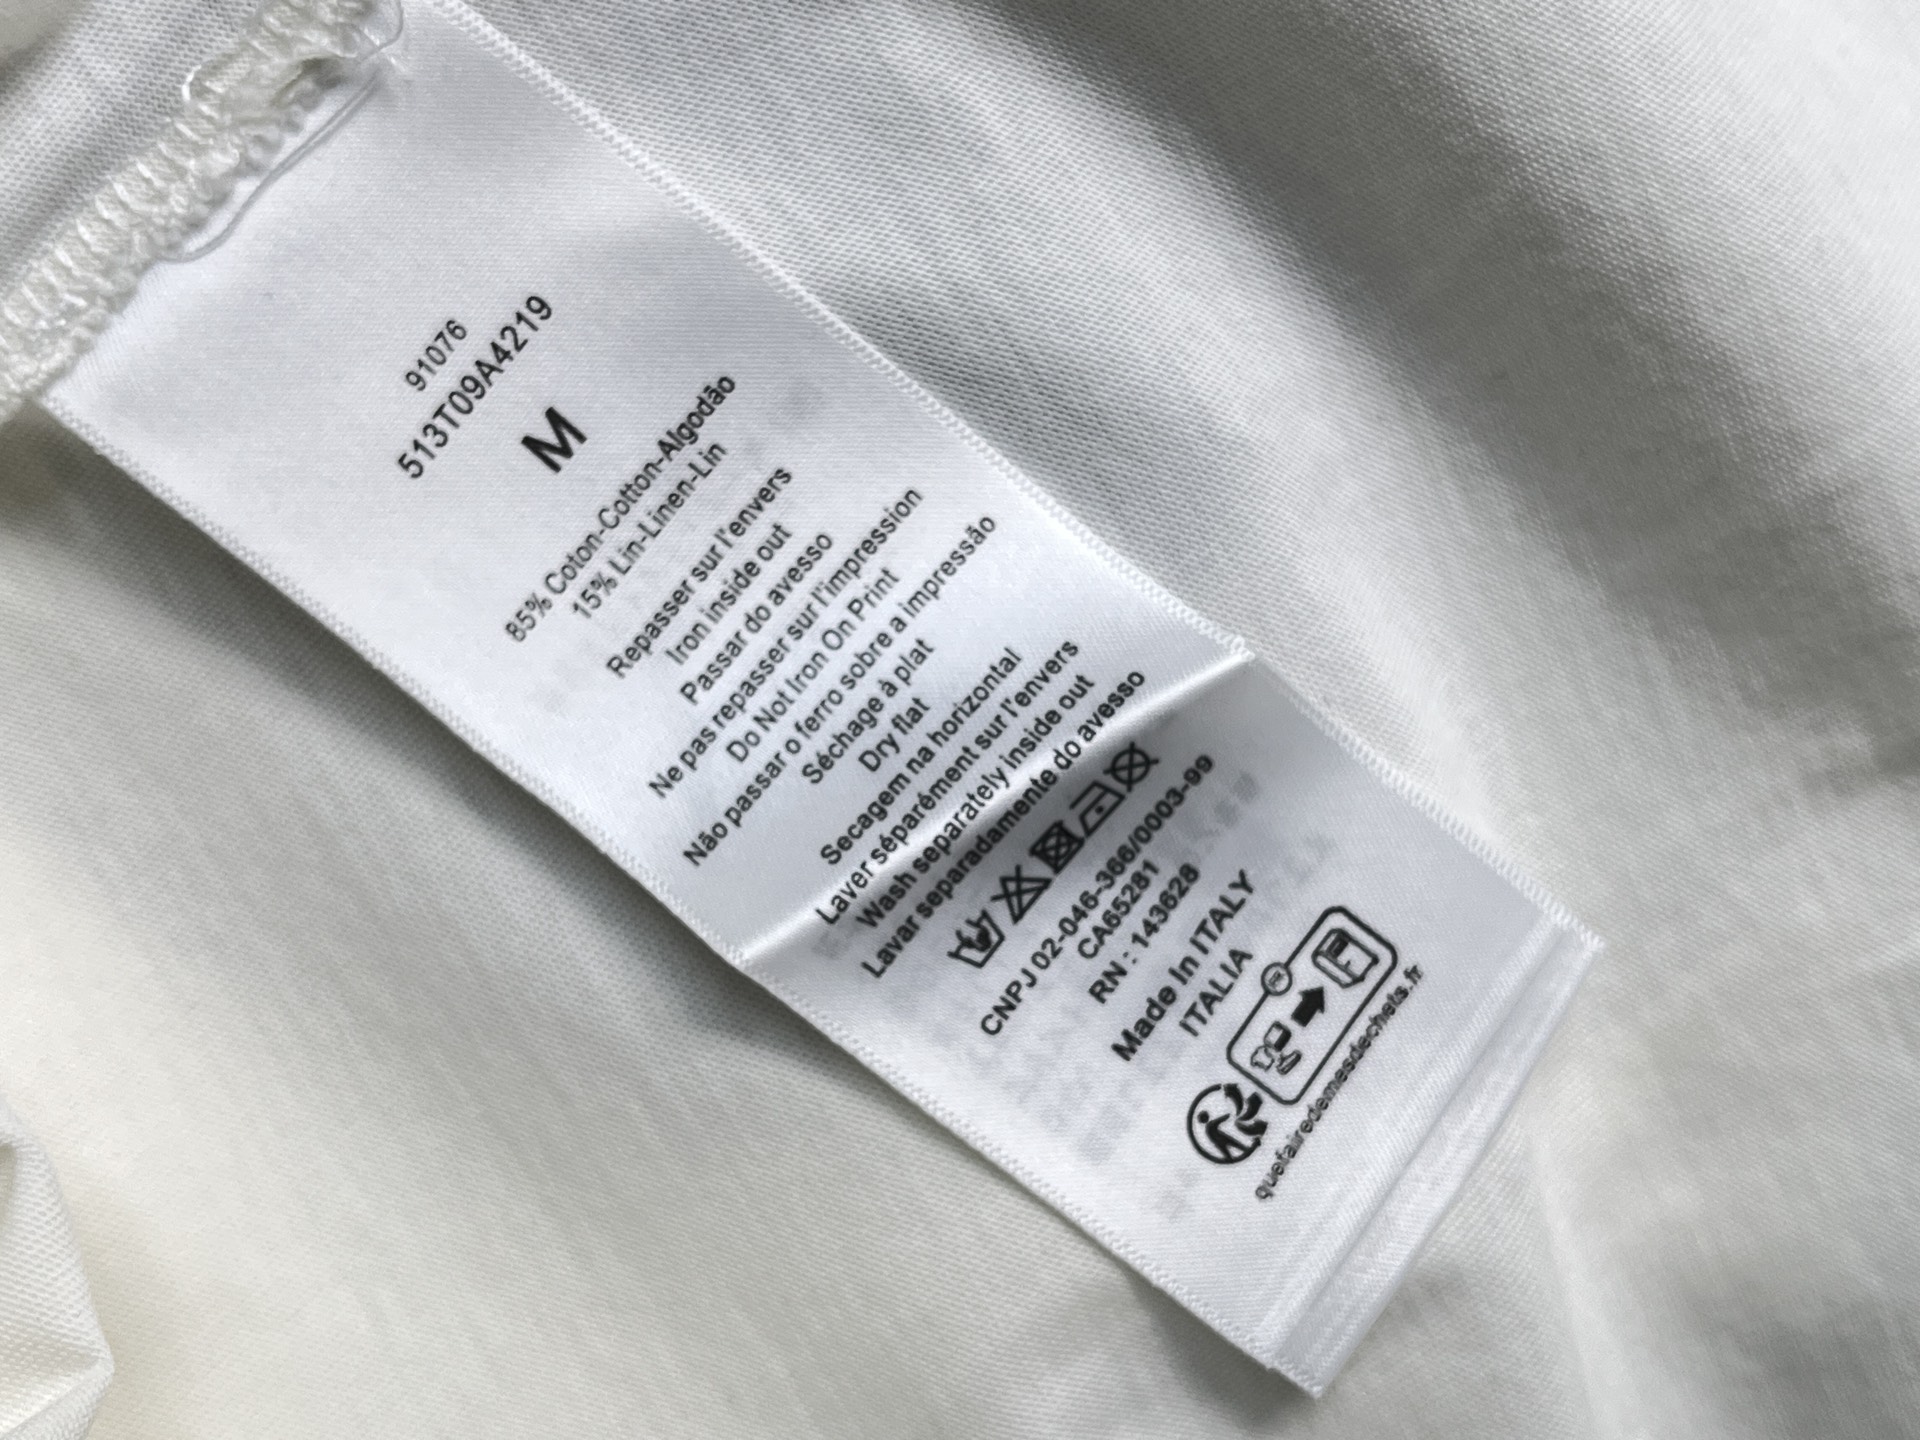 91076
513T09A4219
M
85% Coton-Cotton-Algodão
15% Lin-Linen-Lin
Repasser sur l'envers
Iron inside out
Passar do avesso
Ne pas repasser sur l'impression
Do Not Iron On Print
Não passar o ferro sobre a impressão
Séchage à plat
Dry flat
Secagem na horizontal
Laver séparément sur l'envers
Wash separately inside out
Lavar separadamente do avesso
CNPJ 02-046-366/0003-99
CA65281
RN : 143628
Made In ITALY
ITALIA
FR
quefairedemesdechets.fr